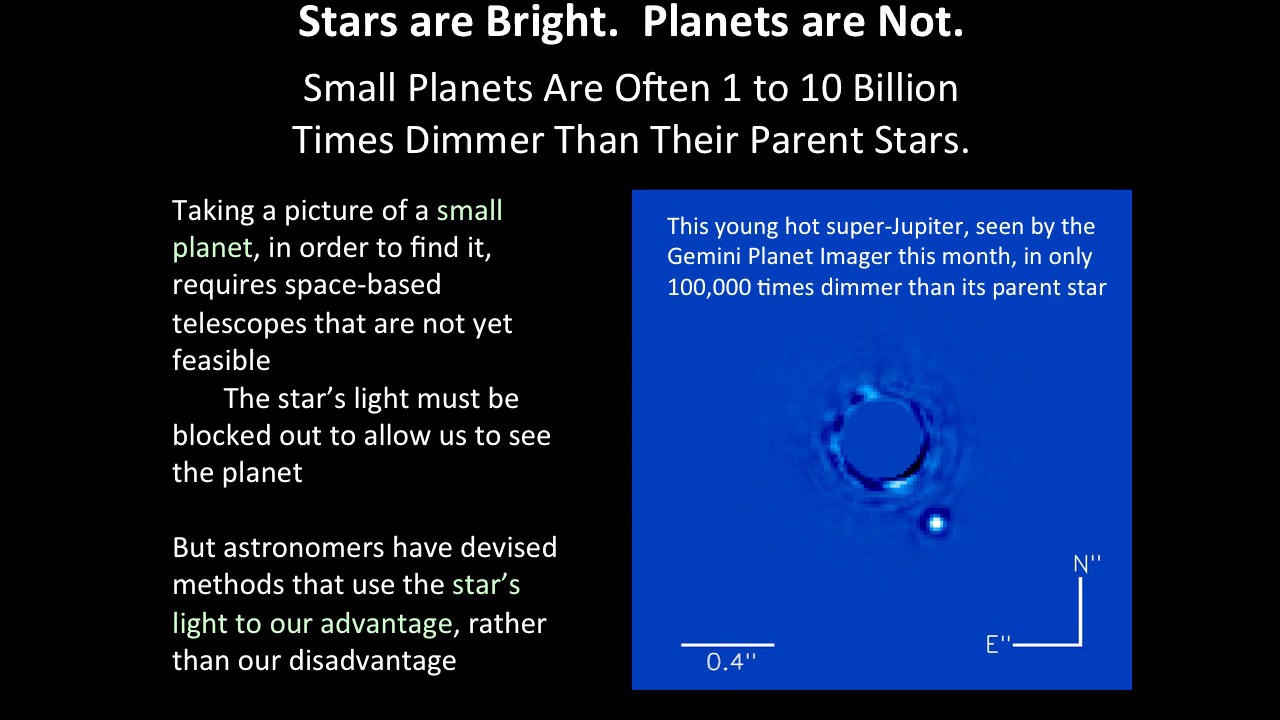 Stars are Bright.  Planets are Not.
Small Planets Are Often 1 to 10 Billion
Times Dimmer Than Their Parent Stars.
Taking a picture of a small
planet, in order to find it,
requires space-based
telescopes that are not yet
feasible
The star’s light must be
blocked out to allow us to see
the planet
But astronomers have devised
methods that use the star’s
light to our advantage, rather
than our disadvantage
This young hot super-Jupiter, seen by the
Gemini Planet Imager this month, in only
100,000 times dimmer than its parent star
N"
E"
0.4"